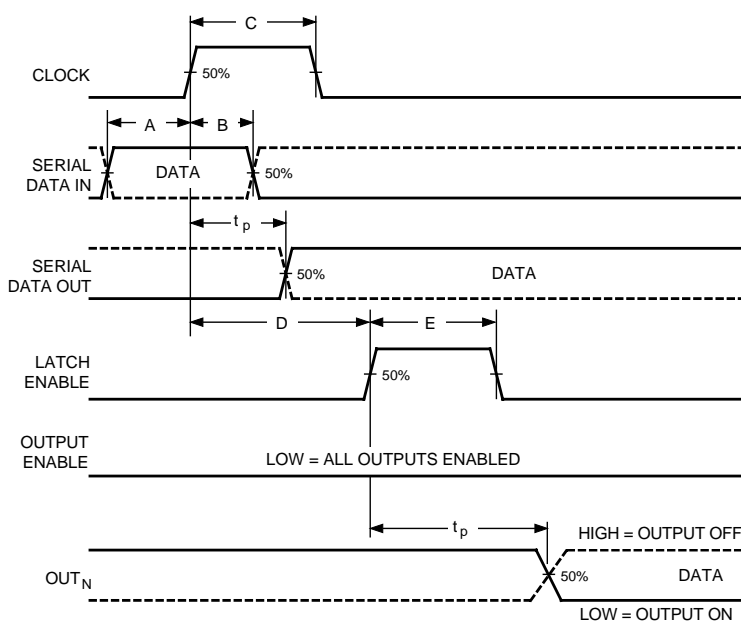 C
CLOCK
50%
A
B
SERIAL
DATA IN
DATA
50%
t p
SERIAL
DATA OUT
50%
DATA
D
E
LATCH
ENABLE
50%
OUTPUT
ENABLE
LOW = ALL OUTPUTS ENABLED
t p
HIGH = OUTPUT OFF
OUT N
50%
DATA
LOW = OUTPUT ON